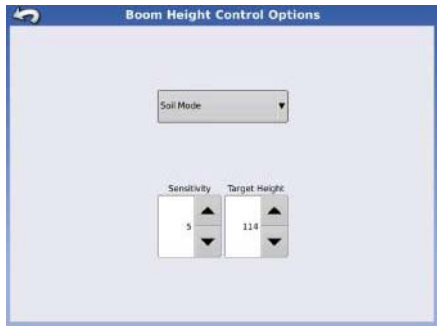 Boom Height Control Options
Soil Mode
Sensitivity Target Height
5 114